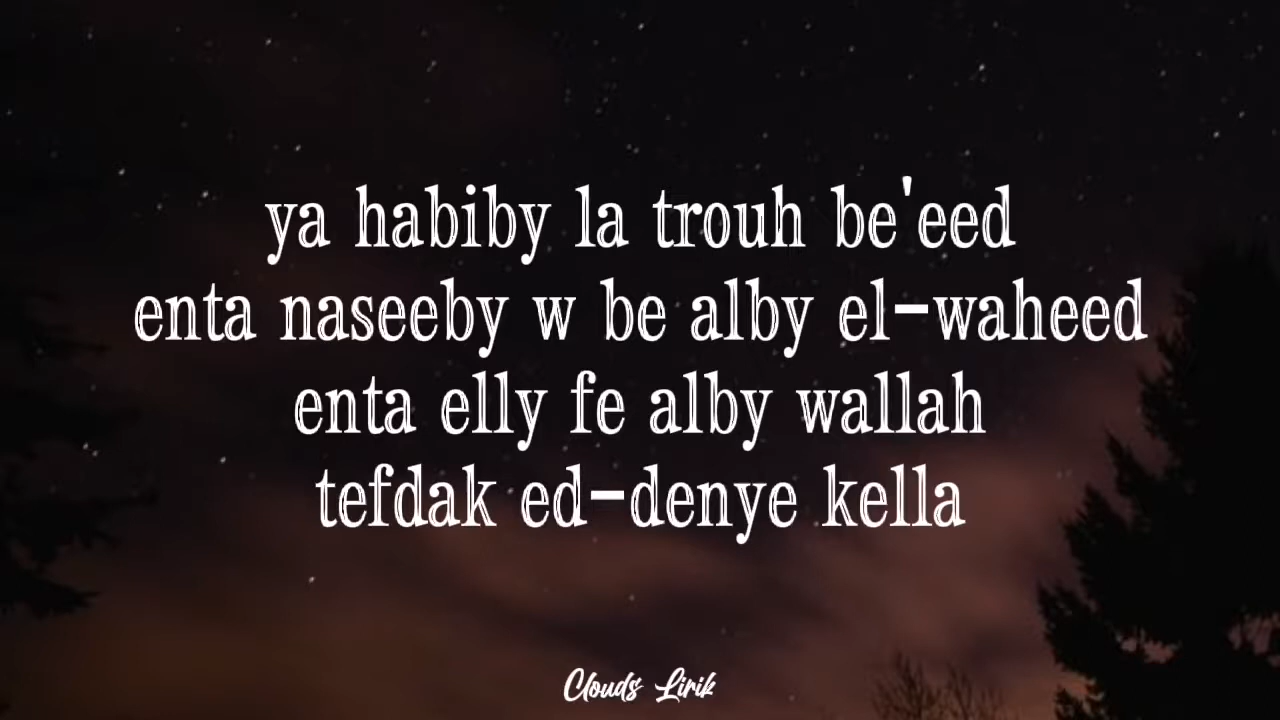 ya habiby la trouh be'eed
enta naseeby w be alby el-waheed
enta elly fe alby wallah
tefdak ed-denye kella
Clouds Lirik